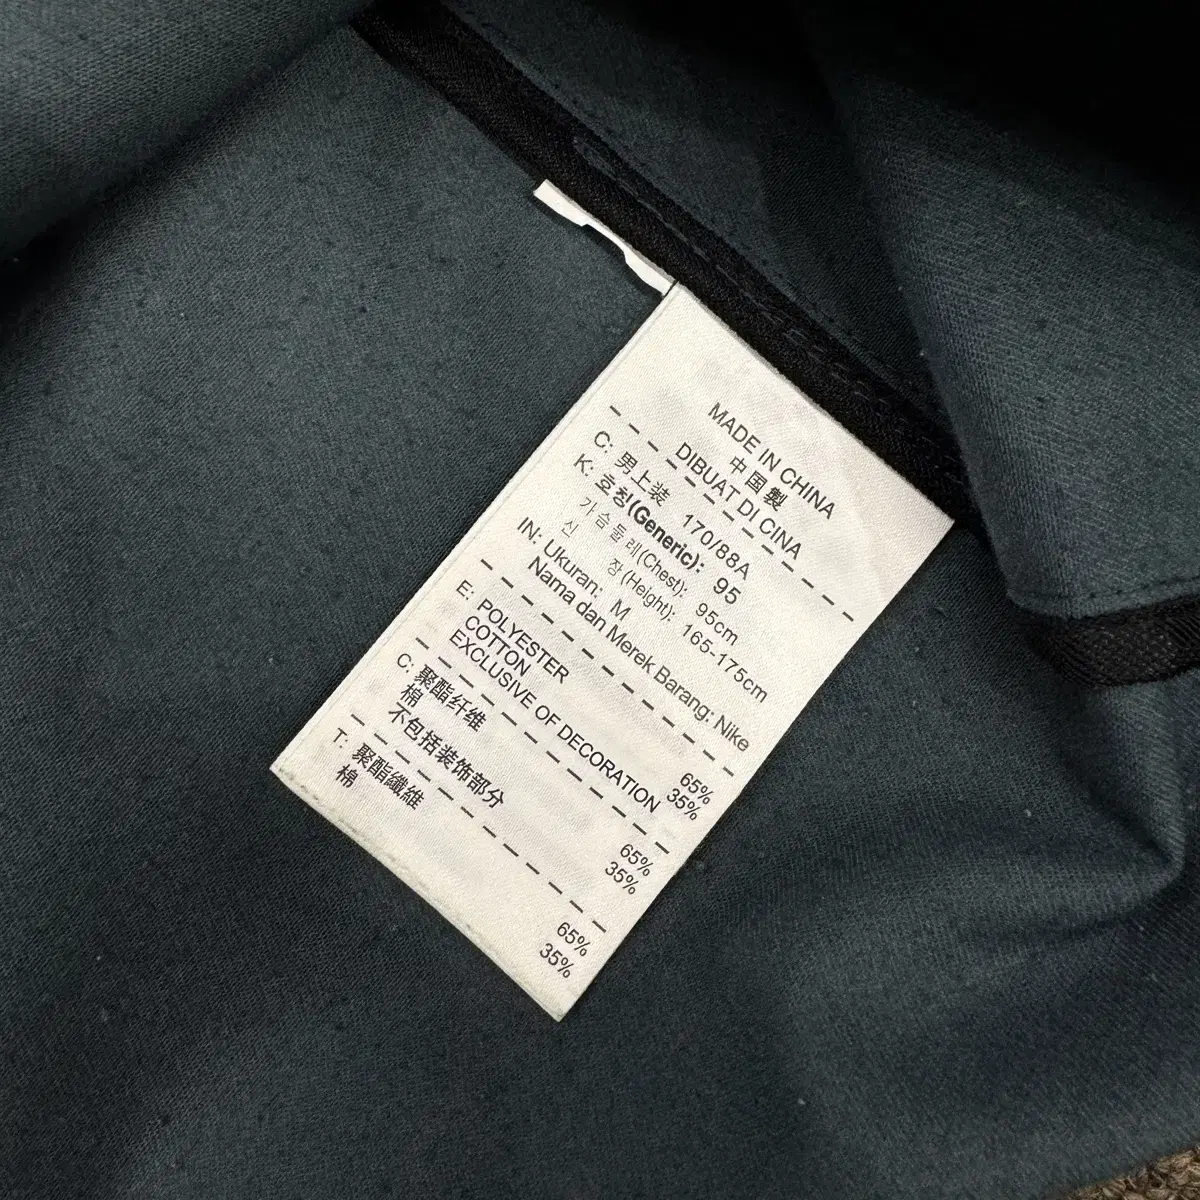 MADE IN CHINA
中国製
DIBUAT DI CINA
C: 男上装 170/88A
K: 호칭(Generic): 95
가슴둘레(Chest): 95cm
신 장(Height): 165-175cm
IN: Ukuran: M
Nama dan Merek Barang: Nike
E: POLYESTER 65%
COTTON 35%
EXCLUSIVE OF DECORATION
C: 聚酯纤维 65%
棉 35%
不包括装饰部分
T: 聚酯纖維 65%
棉 35%